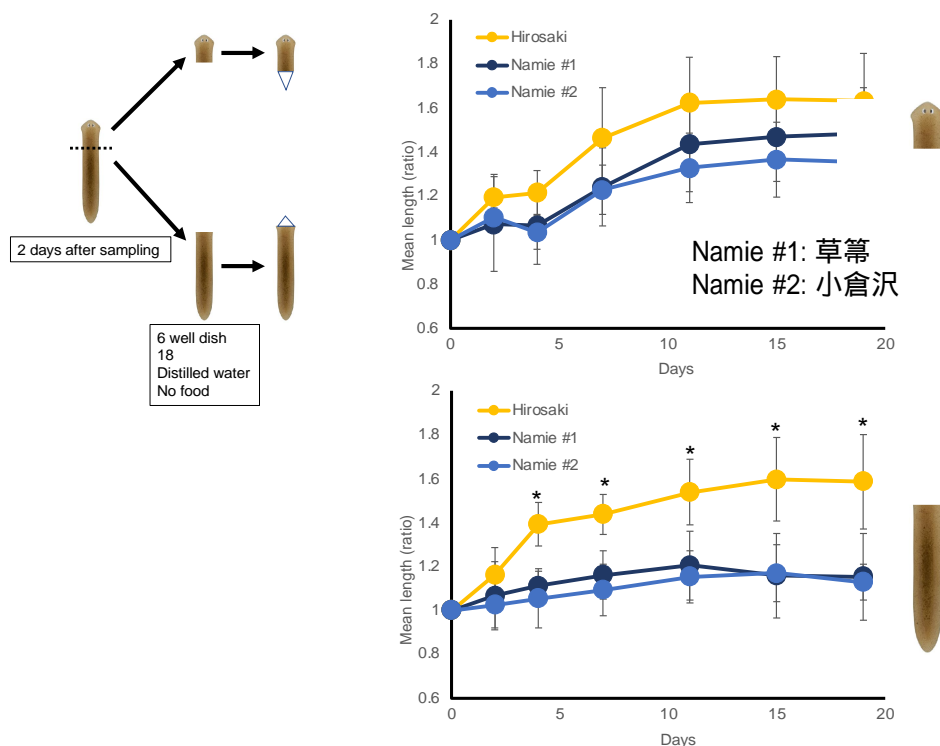 2 days after sampling
6 well dish
18
Distilled water
No food
2
1.8
1.6
1.4
1.2
1
0.8
0.6
Mean length (ratio)
Hirosaki
Namie #1
Namie #2
Namie #1: 草箒
Namie #2: 小倉沢
0
5
10
15
20
Days
2
1.8
1.6
1.4
1.2
1
0.8
0.6
Mean length (ratio)
Hirosaki
Namie #1
Namie #2
*
*
*
*
*
0
5
10
15
20
Days